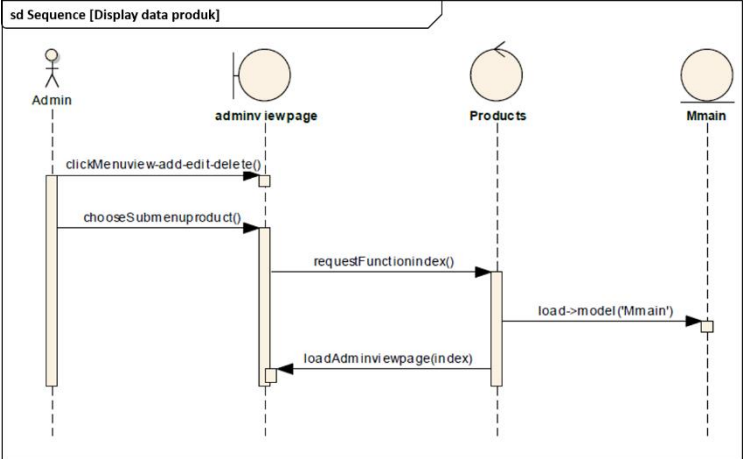 sd Sequence [Display data produk]
Admin
adminviewpage
Products
Mmain
clickMenuview-add-edit-delete()
chooseSubmenuproduct()
requestFunctionindex()
load->model('Mmain')
loadAdminviewpage(index)